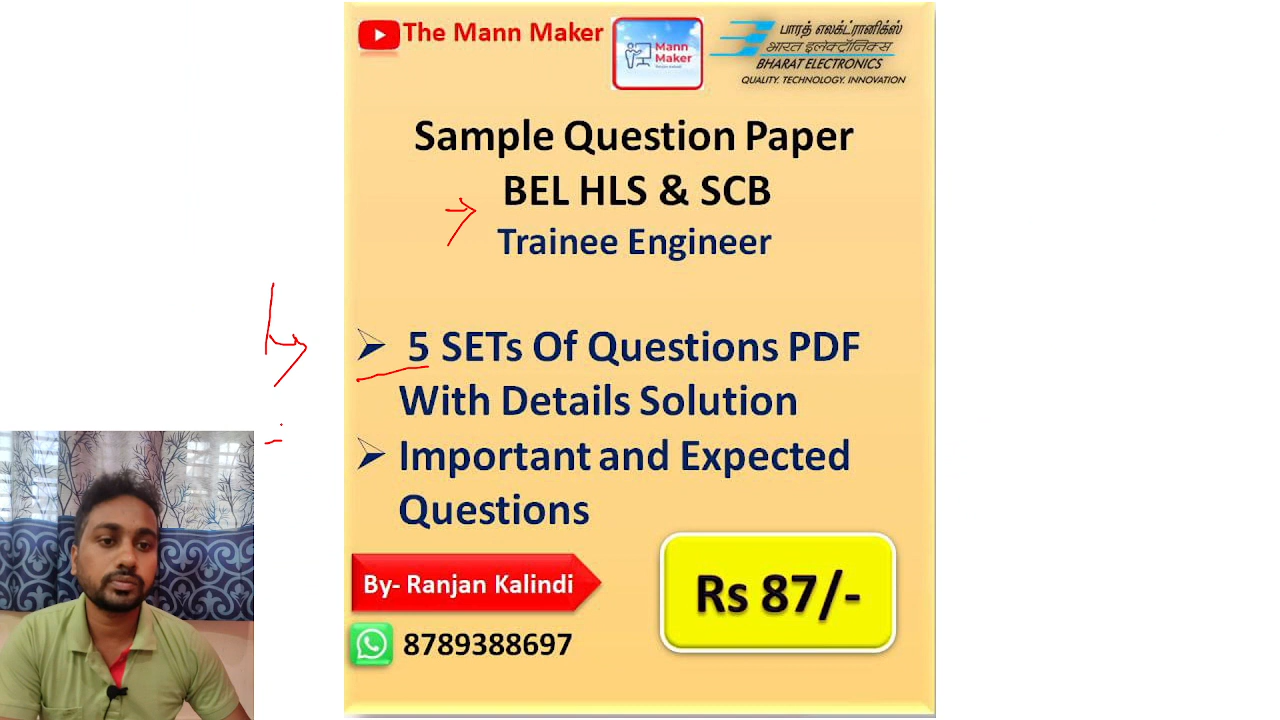 The Mann Maker
Mann
Maker
பாரத் எலக்ட்ரானிக்ஸ்
BHARAT ELECTRONICS
QUALITY. TECHNOLOGY. INNOVATION
Sample Question Paper
BEL HLS & SCB
Trainee Engineer
5 SETs Of Questions PDF
With Details Solution
Important and Expected
Questions
By- Ranjan Kalindi
Rs 87/-
8789388697